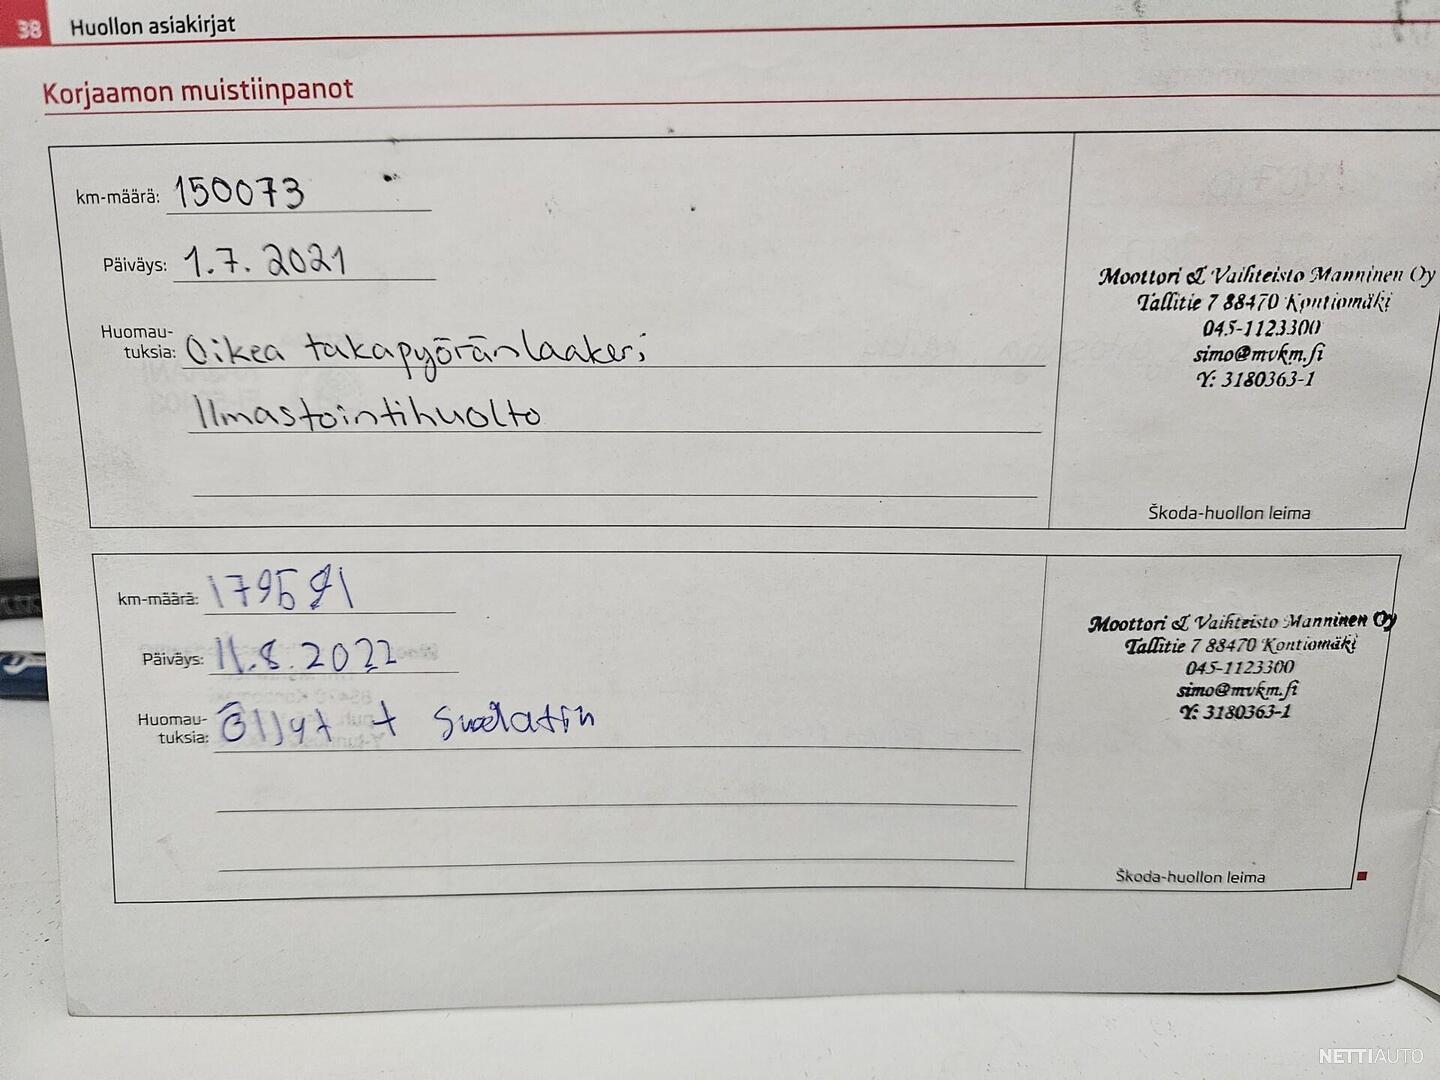 38 Huollon asiakirjat
Korjaamon muistiinpanot
km-määrä: 150073
Päiväys: 1.7.2021
Huomau-
tuksia: Oikea takapyöränlaakeri
Ilmastointihuolto
Moottori & Vaihteisto Manninen Oy
Tallitie 7 88470 Kontiomäki
045-1123300
simo@mvkm.fi
Y: 3180363-1
Škoda-huollon leima
km-määrä: 179591
Päiväys: 11.8.2022
Huomau-
tuksia: Öljyt + Suodatin
Moottori & Vaihteisto Manninen Oy
Tallitie 7 88470 Kontiomäki
045-1123300
simo@mvkm.fi
Y: 3180363-1
Škoda-huollon leima
NETTIAUTO